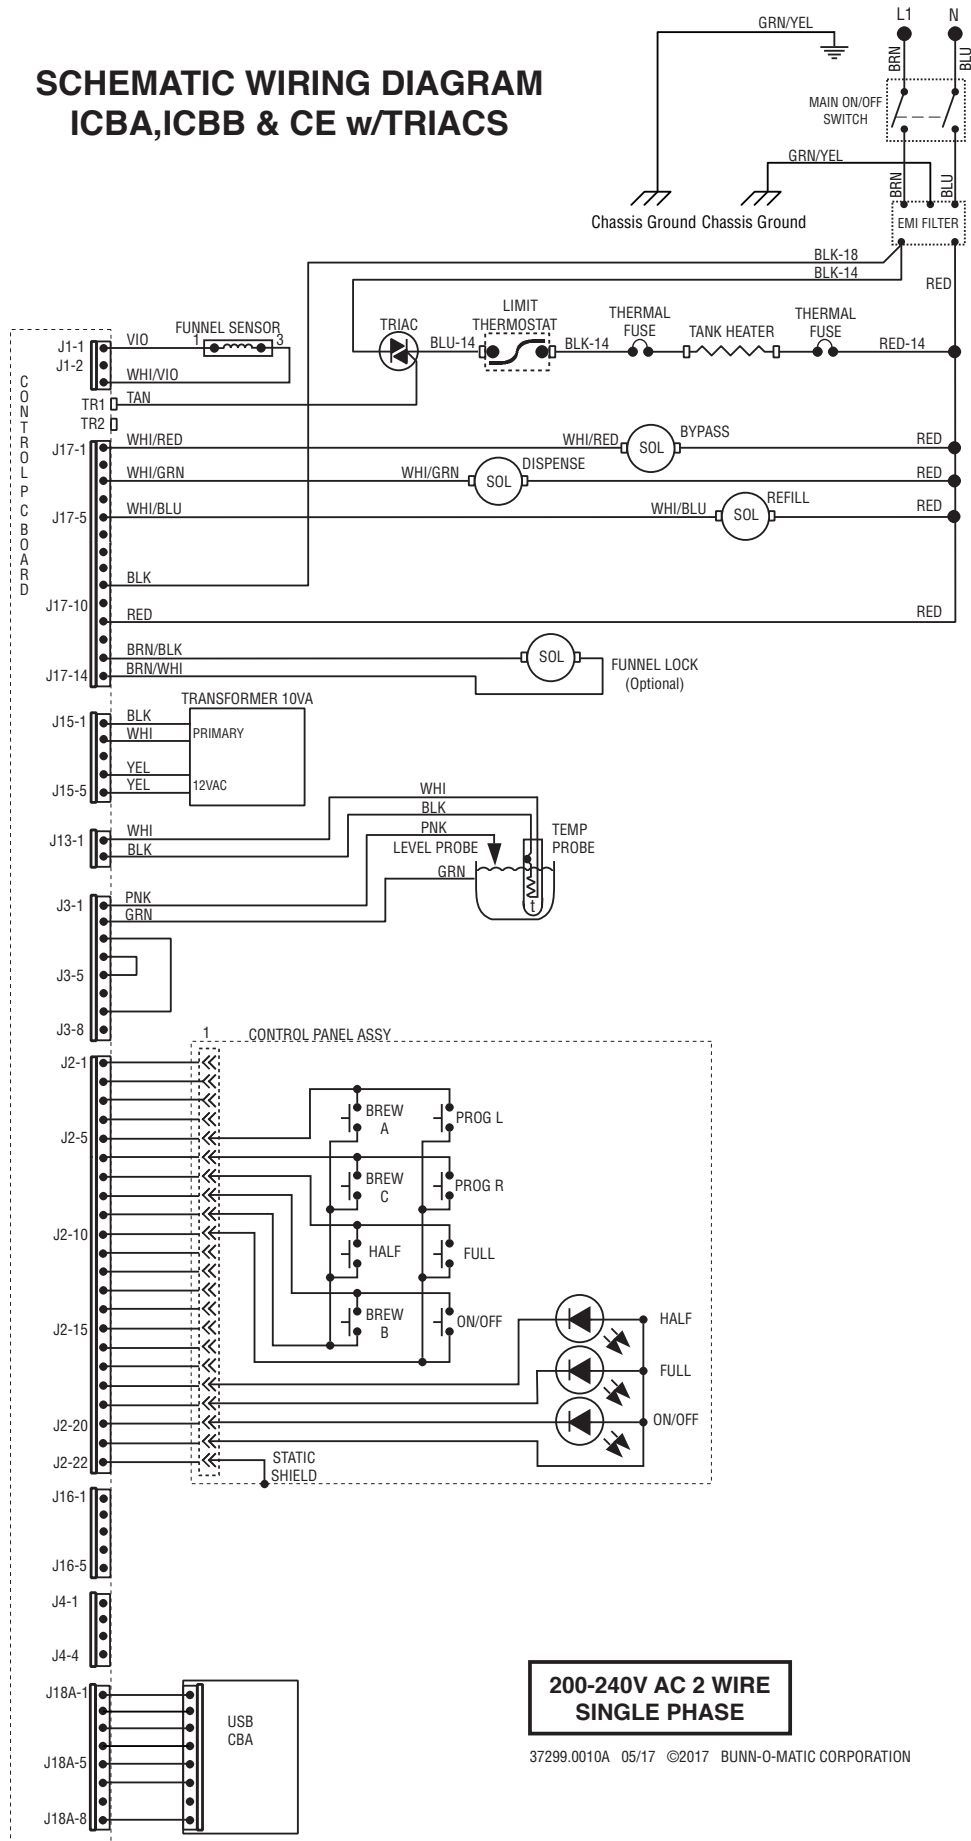 SCHEMATIC WIRING DIAGRAM
ICBA,ICBB & CE w/TRIACS
GRN/YEL
L1
N
BRN
BLU
MAIN ON/OFF
SWITCH
GRN/YEL
BRN
BLU
Chassis Ground
Chassis Ground
EMI FILTER
BLK-18
BLK-14
RED
CONTROL PC BOARD
J1-1
J1-2
VIO
FUNNEL SENSOR
1
3
WHI/VIO
TRIAC
BLU-14
LIMIT
THERMOSTAT
BLK-14
THERMAL
FUSE
TANK HEATER
THERMAL
FUSE
RED-14
TR1
TAN
TR2
J17-1
WHI/RED
WHI/RED
SOL
BYPASS
RED
WHI/GRN
WHI/GRN
SOL
DISPENSE
RED
J17-5
WHI/BLU
WHI/BLU
SOL
REFILL
RED
BLK
J17-10
RED
RED
BRN/BLK
SOL
FUNNEL LOCK
(Optional)
J17-14
BRN/WHI
TRANSFORMER 10VA
J15-1
BLK
WHI
PRIMARY
YEL
J15-5
YEL
12VAC
WHI
BLK
PNK
J13-1
WHI
BLK
LEVEL PROBE
TEMP
PROBE
GRN
t
J3-1
PNK
GRN
J3-5
J3-8
1
CONTROL PANEL ASSY
J2-1
J2-5
BREW
A
PROG L
BREW
C
PROG R
J2-10
HALF
FULL
BREW
B
ON/OFF
J2-15
HALF
FULL
J2-20
ON/OFF
J2-22
STATIC
SHIELD
J16-1
J16-5
J4-1
J4-4
J18A-1
USB
CBA
J18A-5
J18A-8
200-240V AC 2 WIRE
SINGLE PHASE
37299.0010A 05/17 ©2017 BUNN-O-MATIC CORPORATION